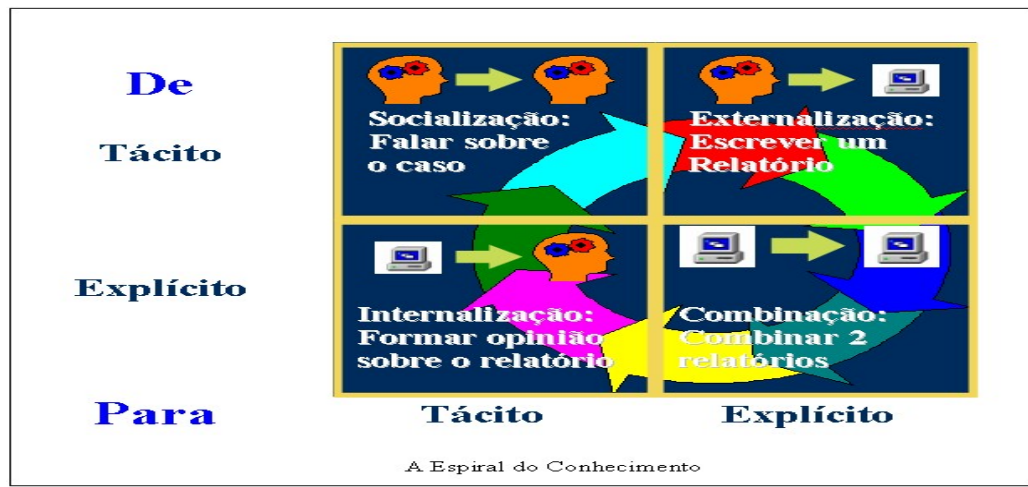 De
Tácito
Socialização:
Falar sobre
o caso
Externalização:
Escrever um
Relatório
Explícito
Internalização:
Formar opinião
sobre o relatório
Combinação:
Combinar 2
relatórios
Para
Tácito
Explícito
A Espiral do Conhecimento